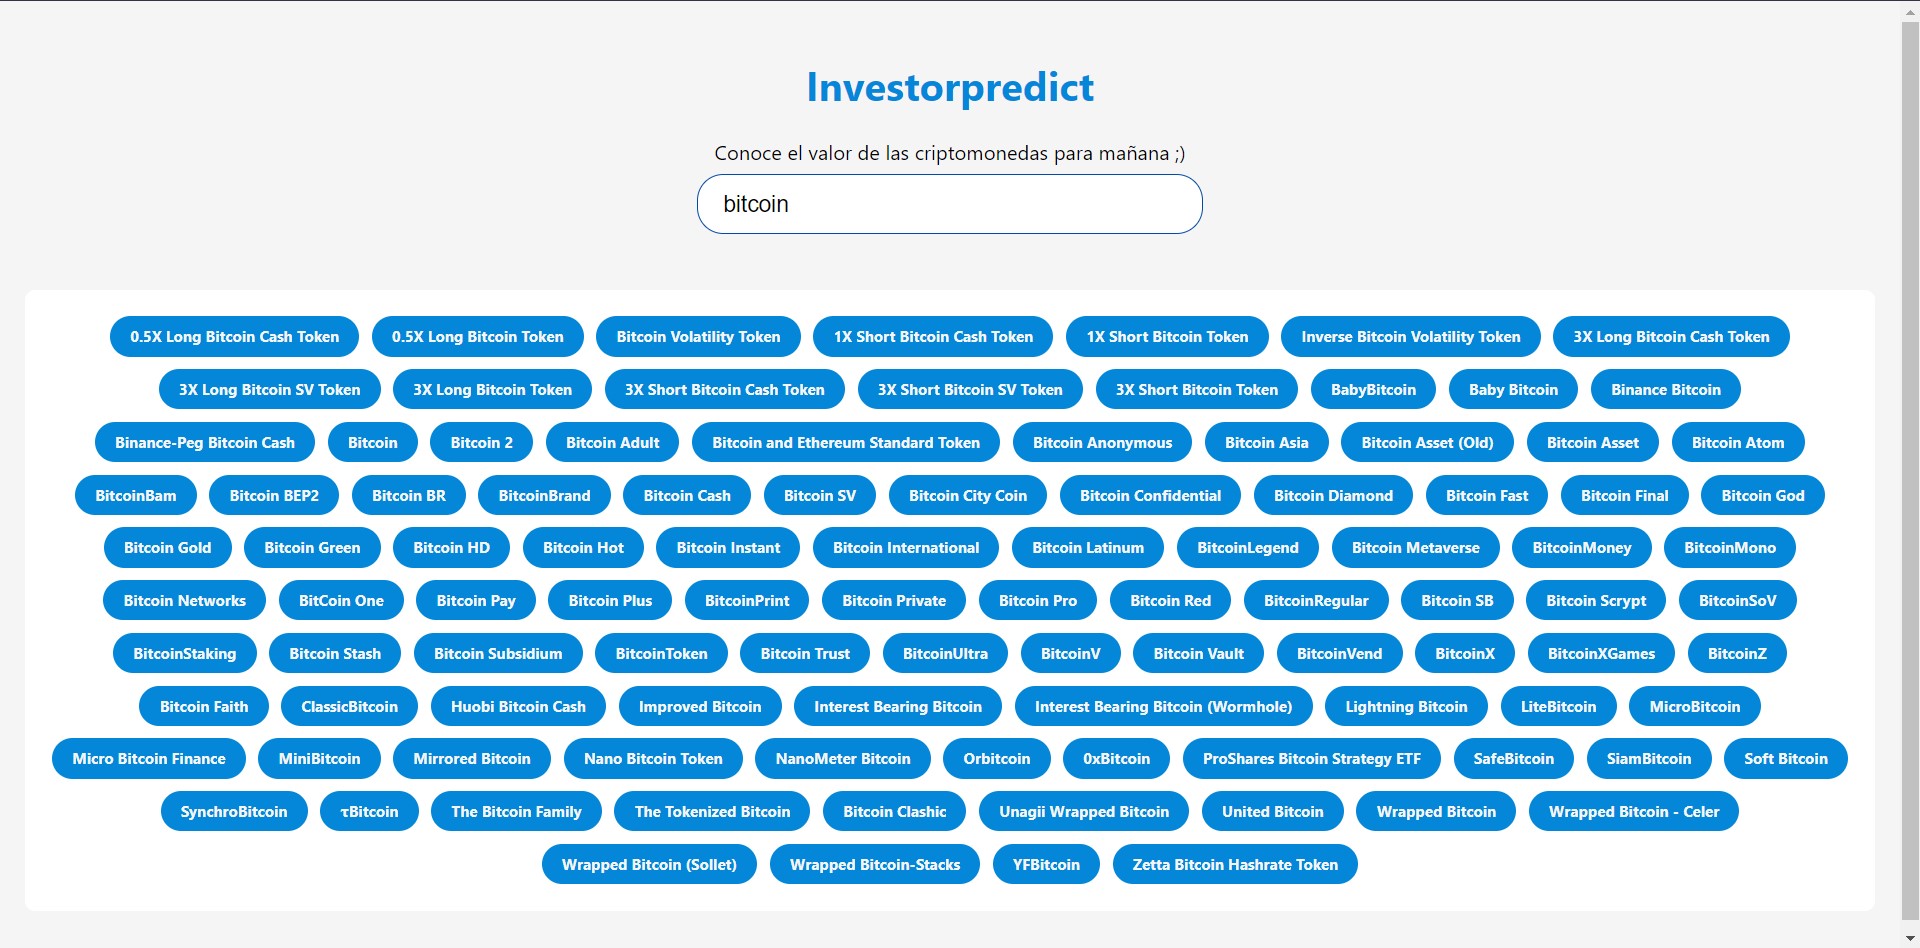 Investorpredict
Conoce el valor de las criptomonedas para mañana ;)
bitcoin
0.5X Long Bitcoin Cash Token 0.5X Long Bitcoin Token Bitcoin Volatility Token 1X Short Bitcoin Cash Token 1X Short Bitcoin Token Inverse Bitcoin Volatility Token 3X Long Bitcoin Cash Token
3X Long Bitcoin SV Token 3X Long Bitcoin Token 3X Short Bitcoin Cash Token 3X Short Bitcoin SV Token 3X Short Bitcoin Token BabyBitcoin Baby Bitcoin Binance Bitcoin
Binance-Peg Bitcoin Cash Bitcoin Bitcoin 2 Bitcoin Adult Bitcoin and Ethereum Standard Token Bitcoin Anonymous Bitcoin Asia Bitcoin Asset (Old) Bitcoin Asset Bitcoin Atom
BitcoinBam Bitcoin BEP2 Bitcoin BR BitcoinBrand Bitcoin Cash Bitcoin SV Bitcoin City Coin Bitcoin Confidential Bitcoin Diamond Bitcoin Fast Bitcoin Final Bitcoin God
Bitcoin Gold Bitcoin Green Bitcoin HD Bitcoin Hot Bitcoin Instant Bitcoin International Bitcoin Latinum BitcoinLegend Bitcoin Metaverse BitcoinMoney BitcoinMono
Bitcoin Networks BitCoin One Bitcoin Pay Bitcoin Plus BitcoinPrint Bitcoin Private Bitcoin Pro Bitcoin Red BitcoinRegular Bitcoin SB Bitcoin Scrypt BitcoinSoV
BitcoinStaking Bitcoin Stash Bitcoin Subsidium BitcoinToken Bitcoin Trust BitcoinUltra BitcoinV Bitcoin Vault BitcoinVend BitcoinX BitcoinXGames BitcoinZ
Bitcoin Faith ClassicBitcoin Huobi Bitcoin Cash Improved Bitcoin Interest Bearing Bitcoin Interest Bearing Bitcoin (Wormhole) Lightning Bitcoin LiteBitcoin MicroBitcoin
Micro Bitcoin Finance MiniBitcoin Mirrored Bitcoin Nano Bitcoin Token NanoMeter Bitcoin Orbitcoin 0xBitcoin ProShares Bitcoin Strategy ETF SafeBitcoin SiamBitcoin Soft Bitcoin
SynchroBitcoin τBitcoin The Bitcoin Family The Tokenized Bitcoin Bitcoin Clashic Unagii Wrapped Bitcoin United Bitcoin Wrapped Bitcoin Wrapped Bitcoin - Celer
Wrapped Bitcoin (Sollet) Wrapped Bitcoin-Stacks YFBitcoin Zetta Bitcoin Hashrate Token